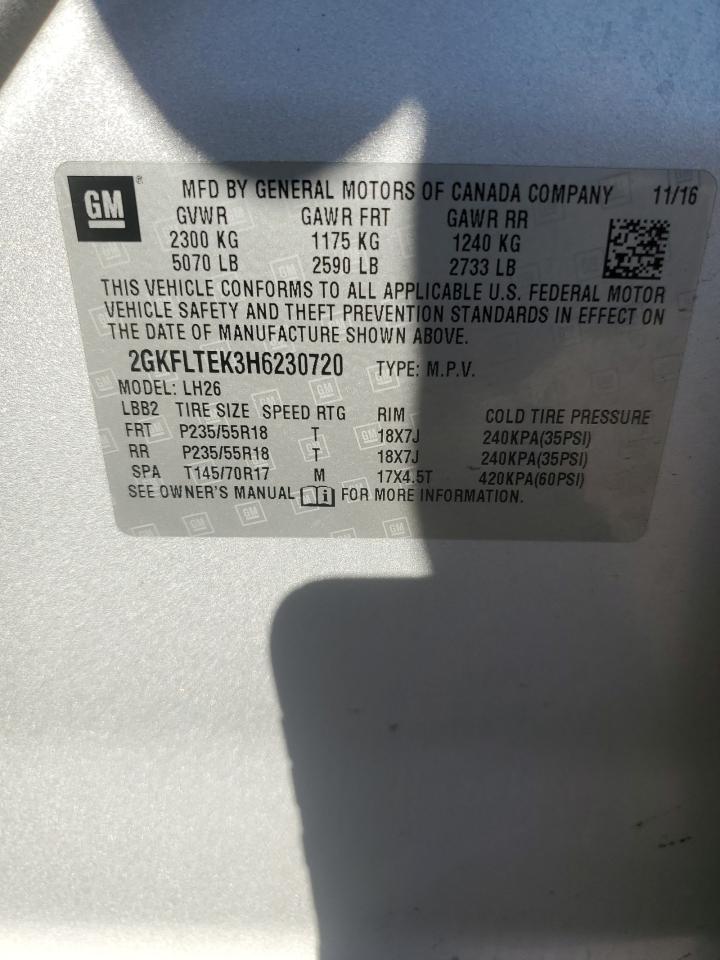 GM ® MFD BY GENERAL MOTORS OF CANADA COMPANY 11/16
GVWR GAWR FRT GAWR RR
2300 KG 1175 KG 1240 KG
5070 LB 2590 LB 2733 LB
THIS VEHICLE CONFORMS TO ALL APPLICABLE U.S. FEDERAL MOTOR
VEHICLE SAFETY AND THEFT PREVENTION STANDARDS IN EFFECT ON
THE DATE OF MANUFACTURE SHOWN ABOVE.
2GKFLTEK3H6230720 TYPE: M.P.V.
MODEL: LH26
LBB2 TIRE SIZE SPEED RTG RIM COLD TIRE PRESSURE
FRT P235/55R18 T 18X7J 240KPA(35PSI)
RR P235/55R18 T 18X7J 240KPA(35PSI)
SPA T145/70R17 M 17X4.5T 420KPA(60PSI)
SEE OWNER'S MANUAL i FOR MORE INFORMATION.